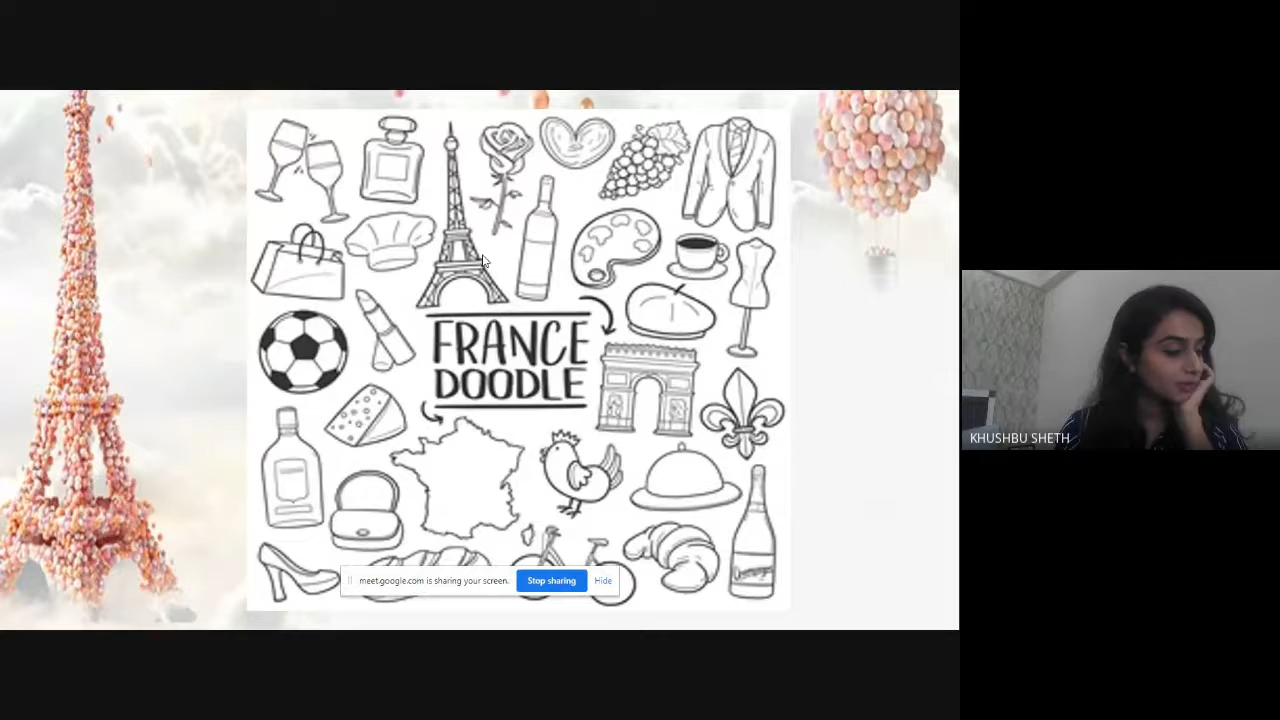 FRANCE
DOODLE
meet.google.com is sharing your screen.
Stop sharing
Hide
KHUSHBU SHETH